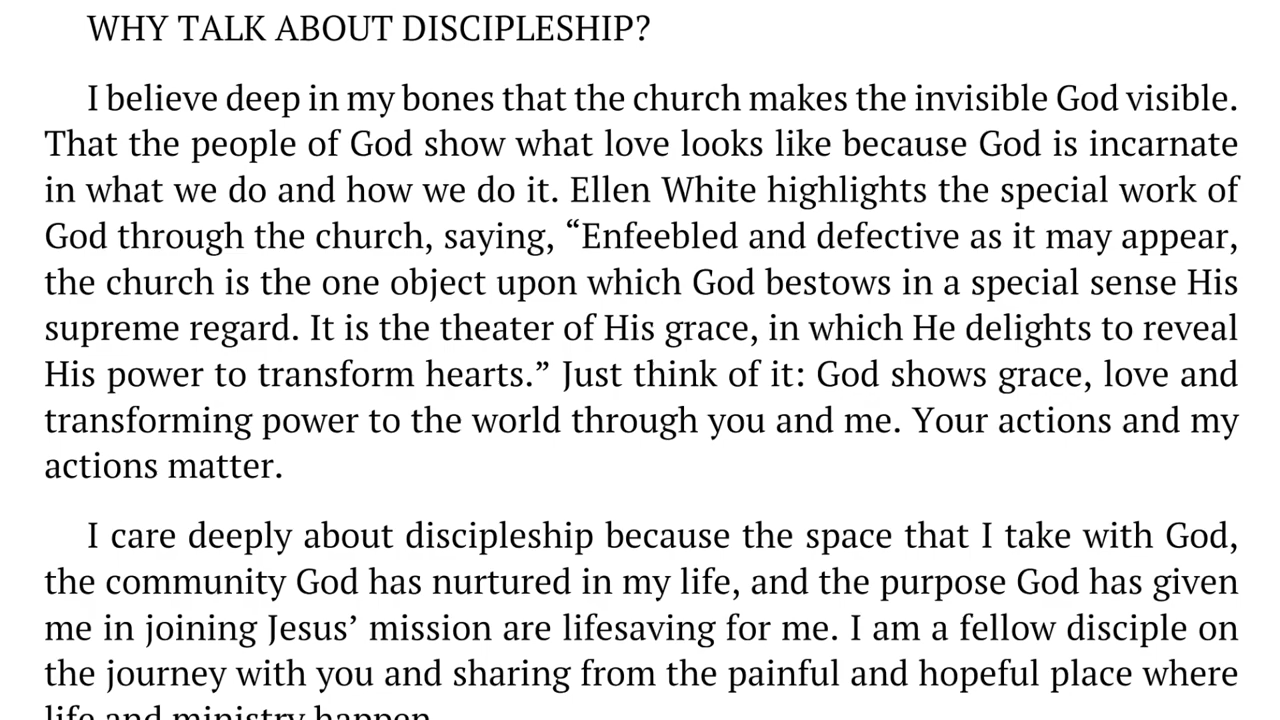 WHY TALK ABOUT DISCIPLESHIP?
I believe deep in my bones that the church makes the invisible God visible.
That the people of God show what love looks like because God is incarnate
in what we do and how we do it. Ellen White highlights the special work of
God through the church, saying, “Enfeebled and defective as it may appear,
the church is the one object upon which God bestows in a special sense His
supreme regard. It is the theater of His grace, in which He delights to reveal
His power to transform hearts.” Just think of it: God shows grace, love and
transforming power to the world through you and me. Your actions and my
actions matter.
I care deeply about discipleship because the space that I take with God,
the community God has nurtured in my life, and the purpose God has given
me in joining Jesus’ mission are lifesaving for me. I am a fellow disciple on
the journey with you and sharing from the painful and hopeful place where
life and ministry happen.